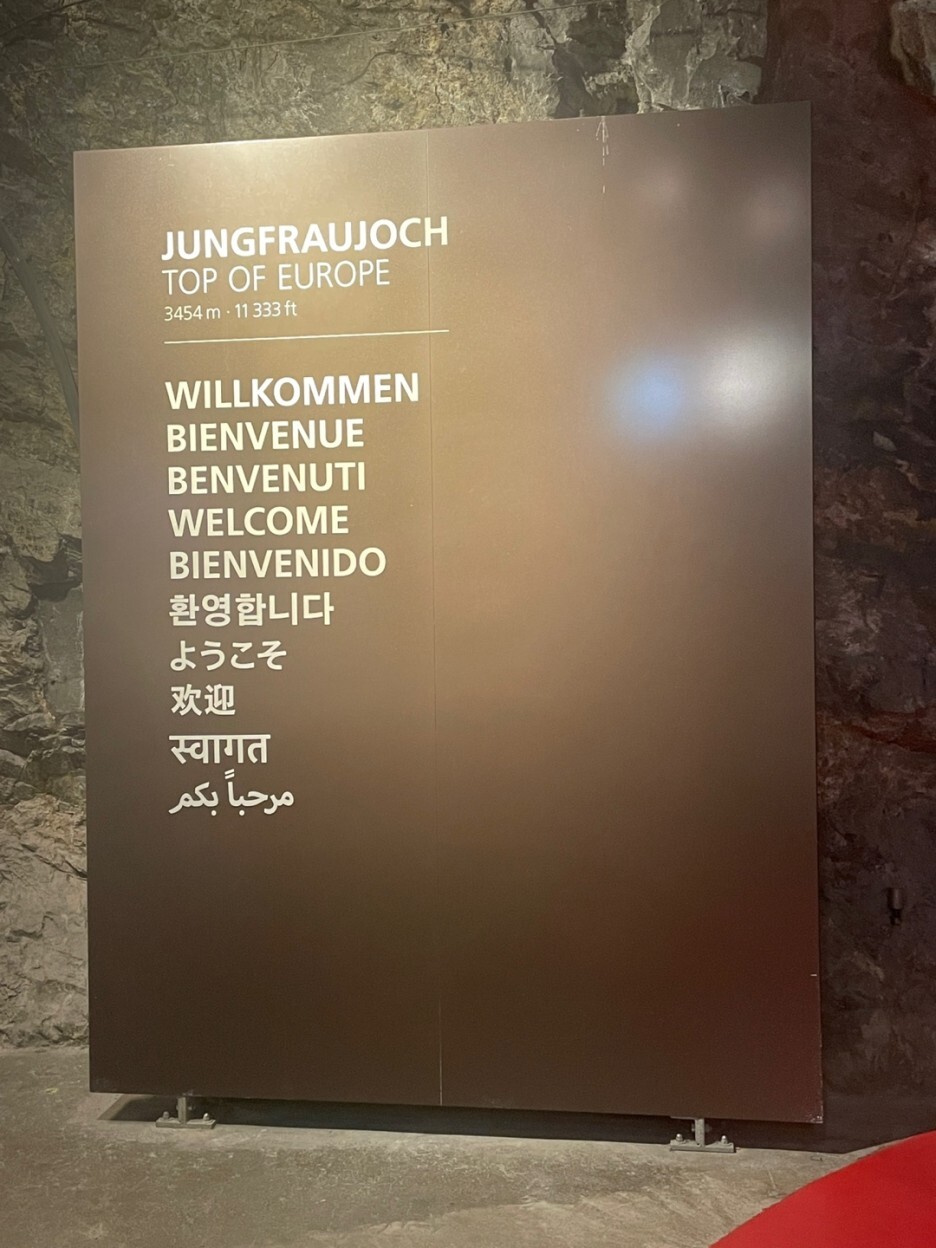 JUNGFRAUJOCH
TOP OF EUROPE
3454 m · 11 333 ft
WILLKOMMEN
BIENVENUE
BENVENUTI
WELCOME
BIENVENIDO
환영합니다
ようこそ
欢迎
स्वागत
مرحباً بكم